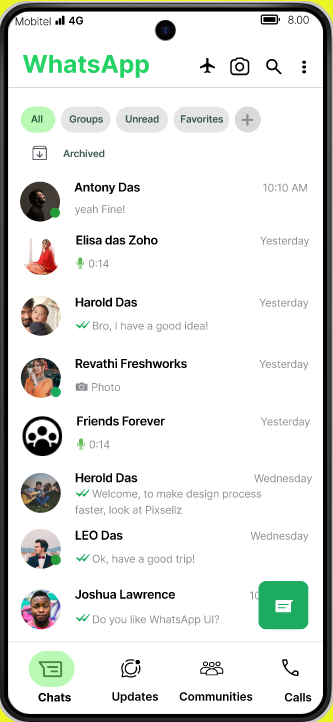 Mobitel 4G 8.00
WhatsApp
All Groups Unread Favorites
Archived
Antony Das 10:10 AM
yeah Fine!
Elisa das Zoho Yesterday
0:14
Harold Das Yesterday
Bro, I have a good idea!
Revathi Freshworks Yesterday
Photo
Friends Forever Yesterday
0:14
Herold Das Wednesday
Welcome, to make design process
faster, look at Pixsellz
LEO Das Wednesday
Ok, have a good trip!
Joshua Lawrence 10
Do you like WhatsApp UI?
Chats Updates Communities Calls